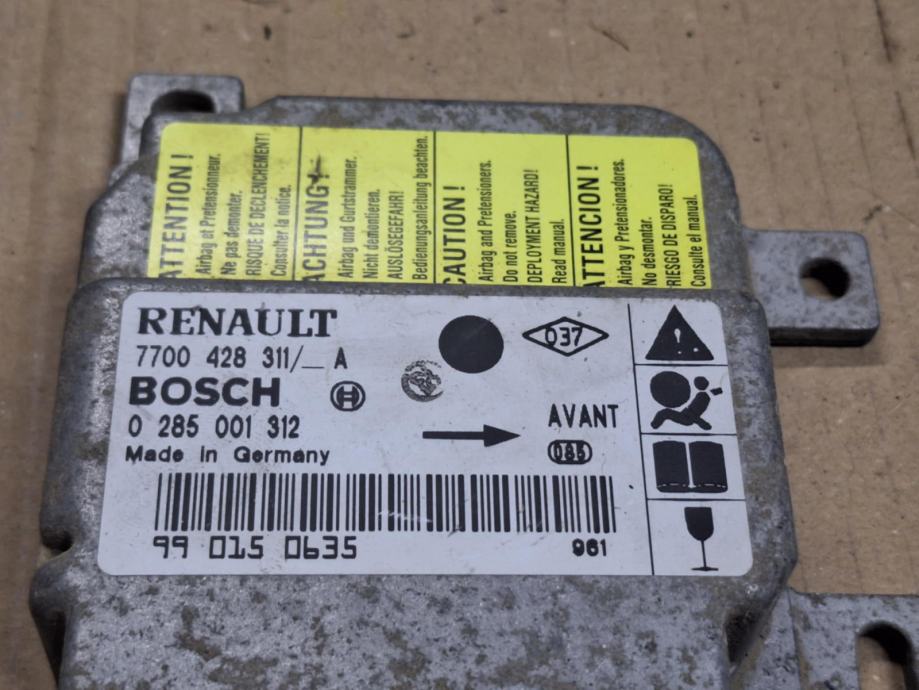 ATTENTION!
Airbag et Pretensionneur.
Ne pas demonter.
RISQUE DE DECLENCHEMENT!
Consulter la notice.
ACHTUNG!
Airbag und Gurtstrammer.
Nicht demontieren.
AUSLÖSEGEFAHR!
Bedienungsanleitung beachten.
CAUTION!
Airbag and Pretensioners.
Do not remove.
DEPLOYMENT HAZARD!
Read manual.
ATTENCION!
Airbag y Pretensionadores.
No desmontar.
RIESGO DE DISPARO!
Consulte el manual.
RENAULT
7700 428 311/_ A
037
BOSCH
0 285 001 312
AVANT
Made in Germany
085
99 015 0635
961